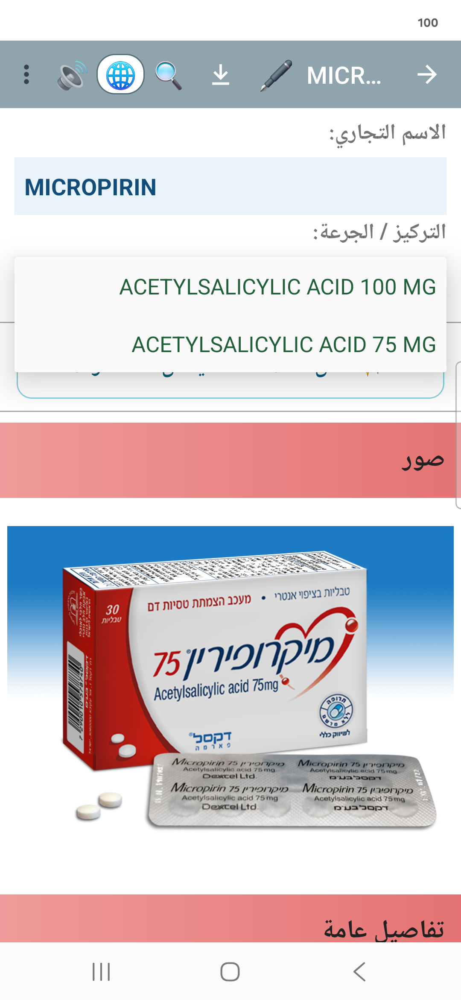 100
MICR...
الاسم التجاري:
MICROPIRIN
التركيز / الجرعة:
ACETYLSALICYLIC ACID 100 MG
ACETYLSALICYLIC ACID 75 MG
صور
טבליות בציפוי אנטרי • מעכב הצמתת טסיות דם
30
טבליות
מיקרופירין® 75
Acetylsalicylic acid 75mg
תרופה
ללא מרשם
לשיווק כללי
דקסל®
פארמה
7290010578740
Micropirin 75 מיקרופירין
Acetylsalicylic acid 75 mg
Dexcel Ltd.
Micropirin 75 מיקרופירין
Acetylsalicylic acid 75 mg
דקסל בע״מ
Micropirin 75 מיקרופירין
Acetylsalicylic acid 75 mg
Dexcel Ltd.
Micropirin 75 מיקרופירין
Acetylsalicylic acid 75 mg
דקסל בע״מ
تفاصيل عامة